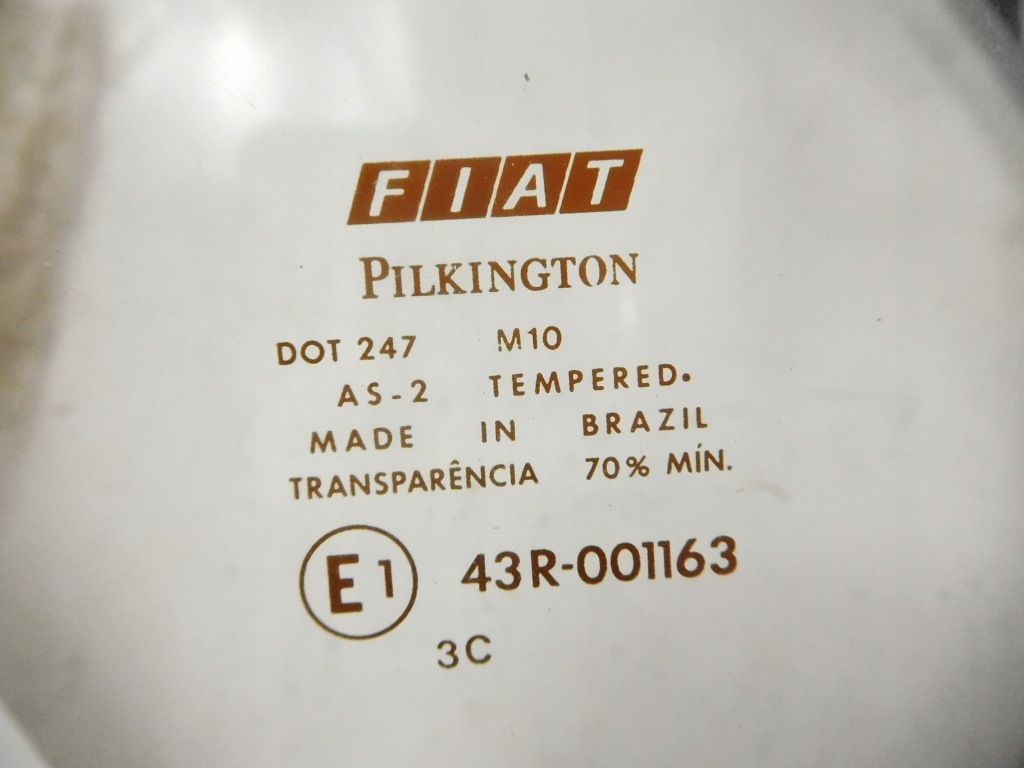 FIAT
PILKINGTON
DOT 247 M10
AS-2 TEMPERED.
MADE IN BRAZIL
TRANSPARÊNCIA 70% MÍN.
E1 43R-001163
3C